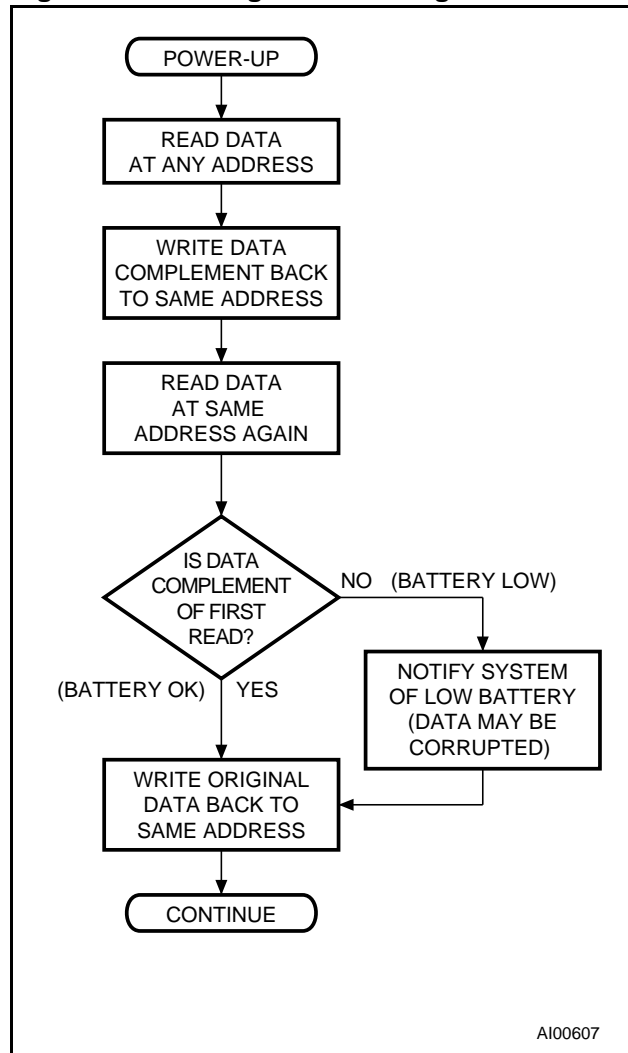 POWER-UP
READ DATA
AT ANY ADDRESS
WRITE DATA
COMPLEMENT BACK
TO SAME ADDRESS
READ DATA
AT SAME
ADDRESS AGAIN
IS DATA
COMPLEMENT
OF FIRST
READ?
NO (BATTERY LOW)
(BATTERY OK) YES
NOTIFY SYSTEM
OF LOW BATTERY
(DATA MAY BE
CORRUPTED)
WRITE ORIGINAL
DATA BACK TO
SAME ADDRESS
CONTINUE
AI00607